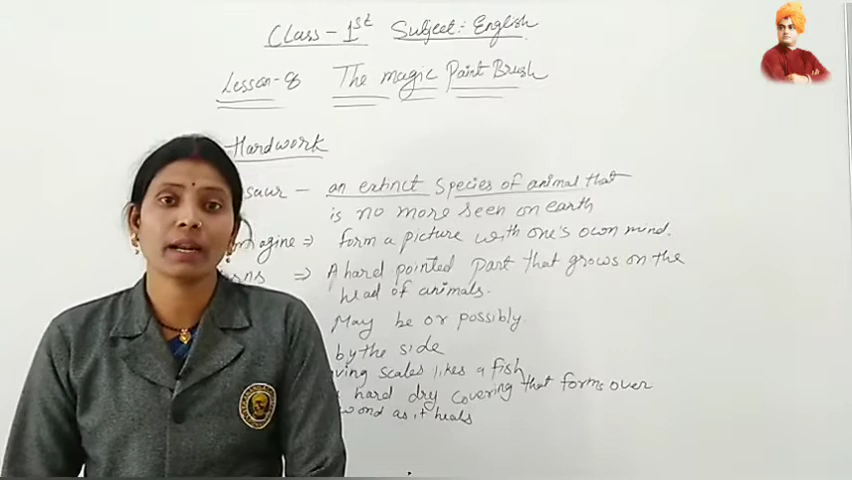 Class - 1st Subject: English
Lesson-8 The magic Paint Brush
Hardwork
saur - an extinct species of animal that
is no more seen on earth
magine ⇒ form a picture with one's own mind.
rns ⇒ A hard pointed part that grows on the
head of animals.
May be or possibly.
by the side
ving scales likes a fish
hard dry covering that forms over
wond as it heals